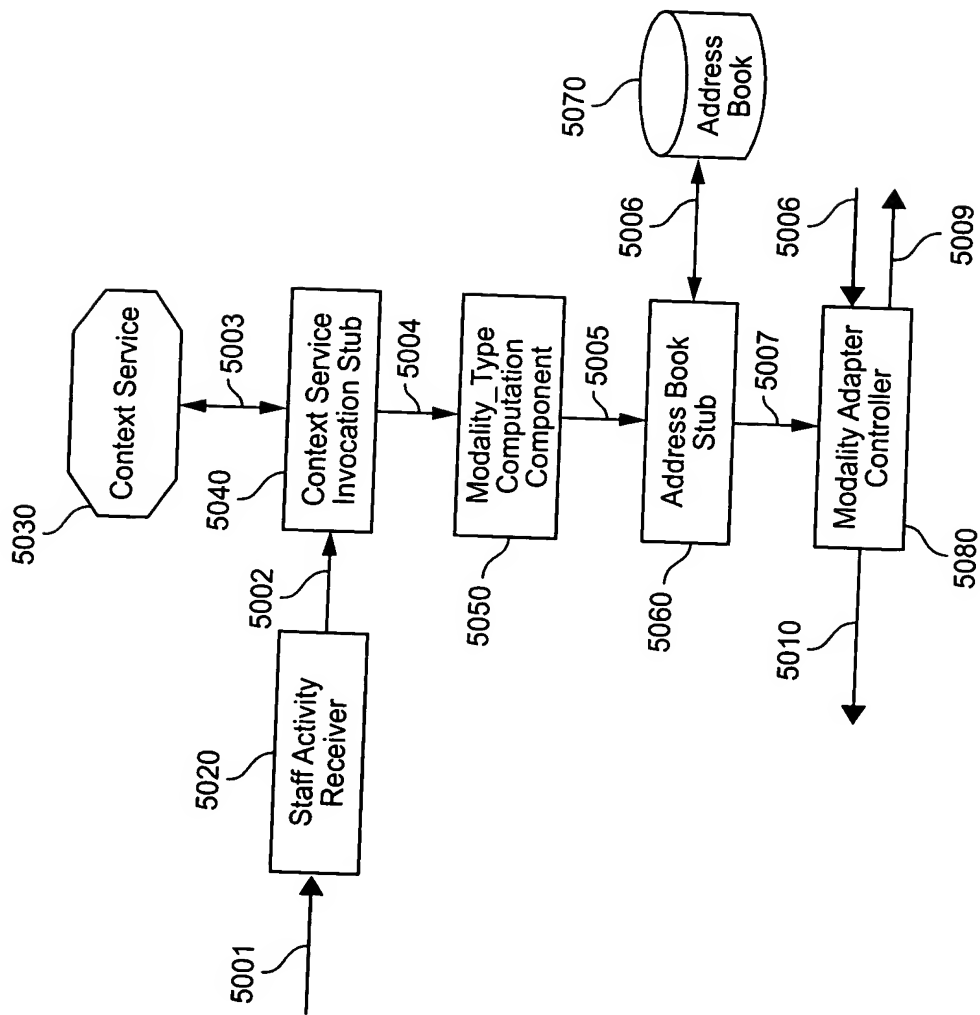 5030
Context Service
5003
5040
Context Service
Invocation Stub
5002
5020
Staff Activity
Receiver
5001
5004
5050
Modality_Type
Computation
Component
5005
5060
Address Book
Stub
5006
5070
Address
Book
5007
5080
Modality Adapter
Controller
5006
5009
5010